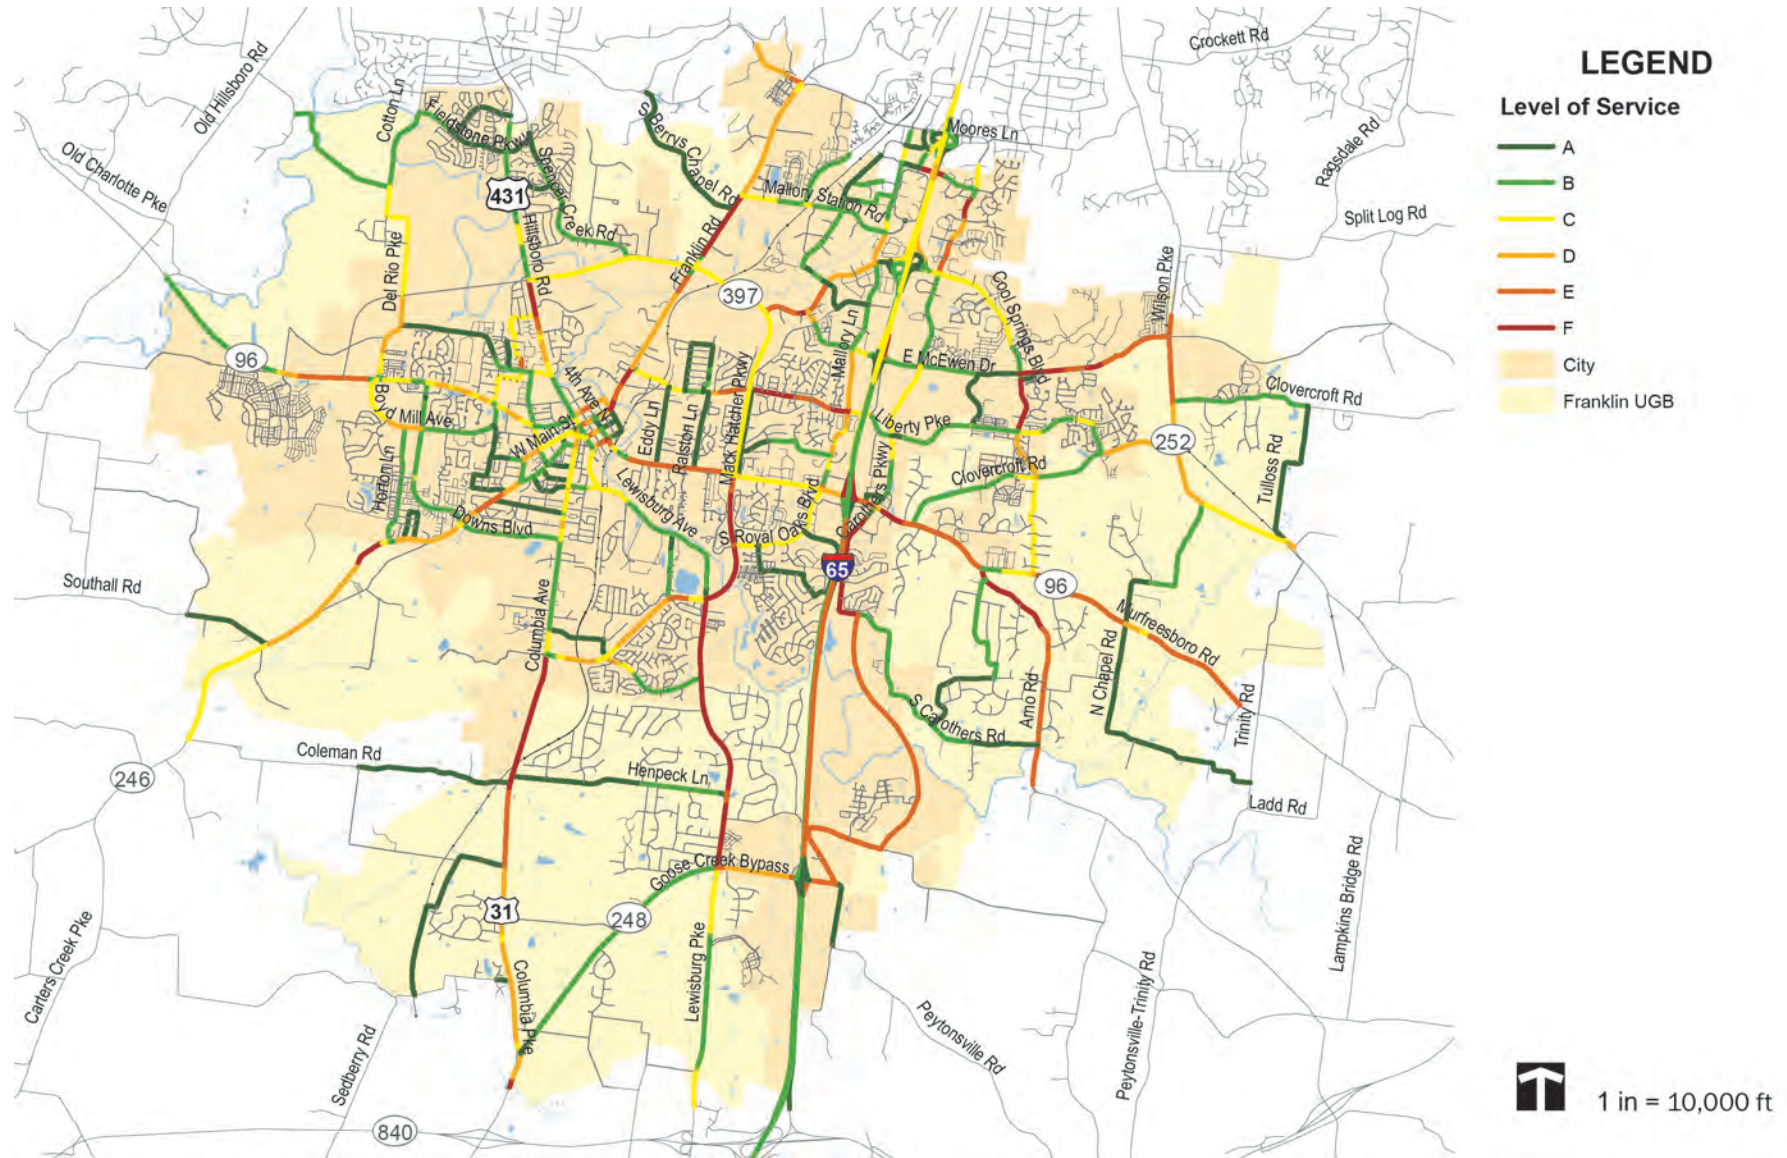 Crockett Rd
LEGEND
Level of Service
A
B
C
D
E
F
City
Franklin UGB
Old Hillsboro Rd
Cotton Ln
Fieldstone Pkwy
S Berrys Chapel Rd
Moores Ln
Ragsdale Rd
Old Charlotte Pke
431
Spencer Creek Rd
Mallory Station Rd
Split Log Rd
Hillsboro Rd
Franklin Rd
Del Rio Pke
397
Cool Springs Blvd
Wilson Pke
96
Mallory Ln
E McEwen Dr
Clovercroft Rd
Boyd Mill Ave
4th Ave N
W Main St
Eddy Ln
Ralston Ln
Mack Hatcher Pkwy
Liberty Pke
252
Horton Ln
Clovercroft Rd
Tulloss Rd
Lewisburg Ave
Downs Blvd
S Royal Oaks Blvd
Carothers Pkwy
65
Southall Rd
Columbia Ave
96
Murfreesboro Rd
N Chapel Rd
Arno Rd
Trinity Rd
S Carothers Rd
Coleman Rd
Henpeck Ln
246
Ladd Rd
Goose Creek Bypass
31
248
Lampkins Bridge Rd
Carters Creek Pke
Lewisburg Pke
Columbia Pke
Peytonsville Rd
Peytonsville-Trinity Rd
Sedberry Rd
840
1 in = 10,000 ft